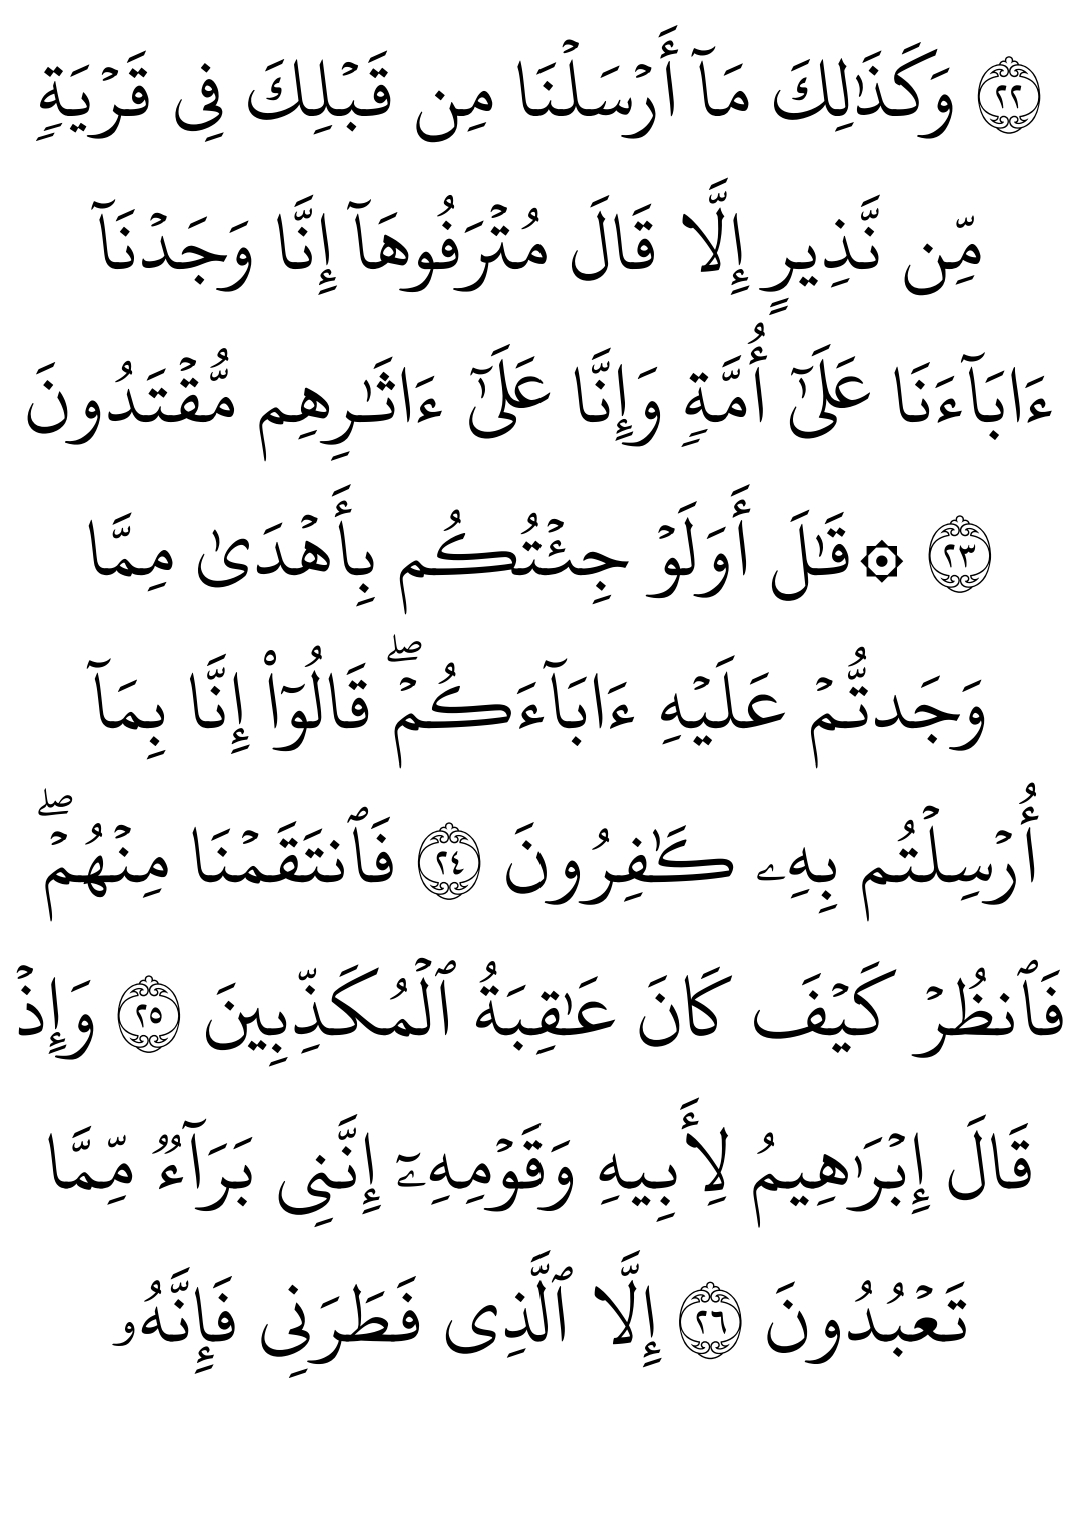 ٢٢ وَكَذَٰلِكَ مَآ أَرۡسَلۡنَا مِن قَبۡلِكَ فِي قَرۡيَةٖ
مِّن نَّذِيرٍ إِلَّا قَالَ مُتۡرَفُوهَآ إِنَّا وَجَدۡنَآ
ءَابَآءَنَا عَلَىٰٓ أُمَّةٖ وَإِنَّا عَلَىٰٓ ءَاثَٰرِهِم مُّقۡتَدُونَ
٢٣ ۞ قَٰلَ أَوَلَوۡ جِئۡتُكُم بِأَهۡدَىٰ مِمَّا
وَجَدتُّمۡ عَلَيۡهِ ءَابَآءَكُمۡۖ قَالُوٓاْ إِنَّا بِمَآ
أُرۡسِلۡتُم بِهِۦ كَٰفِرُونَ ٢٤ فَٱنتَقَمۡنَا مِنۡهُمۡۖ
فَٱنظُرۡ كَيۡفَ كَانَ عَٰقِبَةُ ٱلۡمُكَذِّبِينَ ٢٥ وَإِذۡ
قَالَ إِبۡرَٰهِيمُ لِأَبِيهِ وَقَوۡمِهِۦٓ إِنَّنِي بَرَآءٞ مِّمَّا
تَعۡبُدُونَ ٢٦ إِلَّا ٱلَّذِي فَطَرَنِي فَإِنَّهُۥ